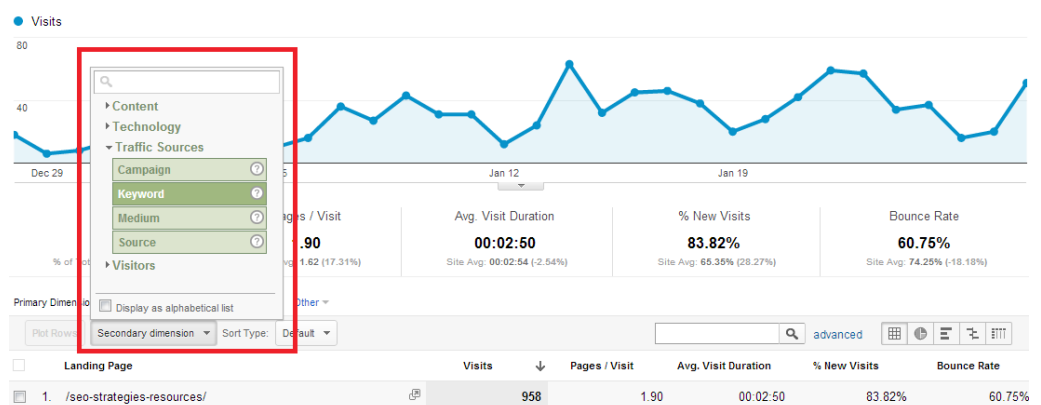 Visits
80
40
Content
Technology
Traffic Sources
Campaign
Keyword
Medium
Source
Visitors
Display as alphabetical list
Dec 29
Jan 12
Jan 19
/ Visit
1.90
1.62 (17.31%)
Avg. Visit Duration
00:02:50
Site Avg: 00:02:54 (-2.54%)
% New Visits
83.82%
Site Avg: 65.35% (28.27%)
Bounce Rate
60.75%
Site Avg: 74.25% (-18.18%)
% of
Primary
Other
Plot Rows
Secondary dimension
Sort Type:
Default
advanced
Landing Page
Visits
Pages / Visit
Avg. Visit Duration
% New Visits
Bounce Rate
1.
/seo-strategies-resources/
958
1.90
00:02:50
83.82%
60.75%